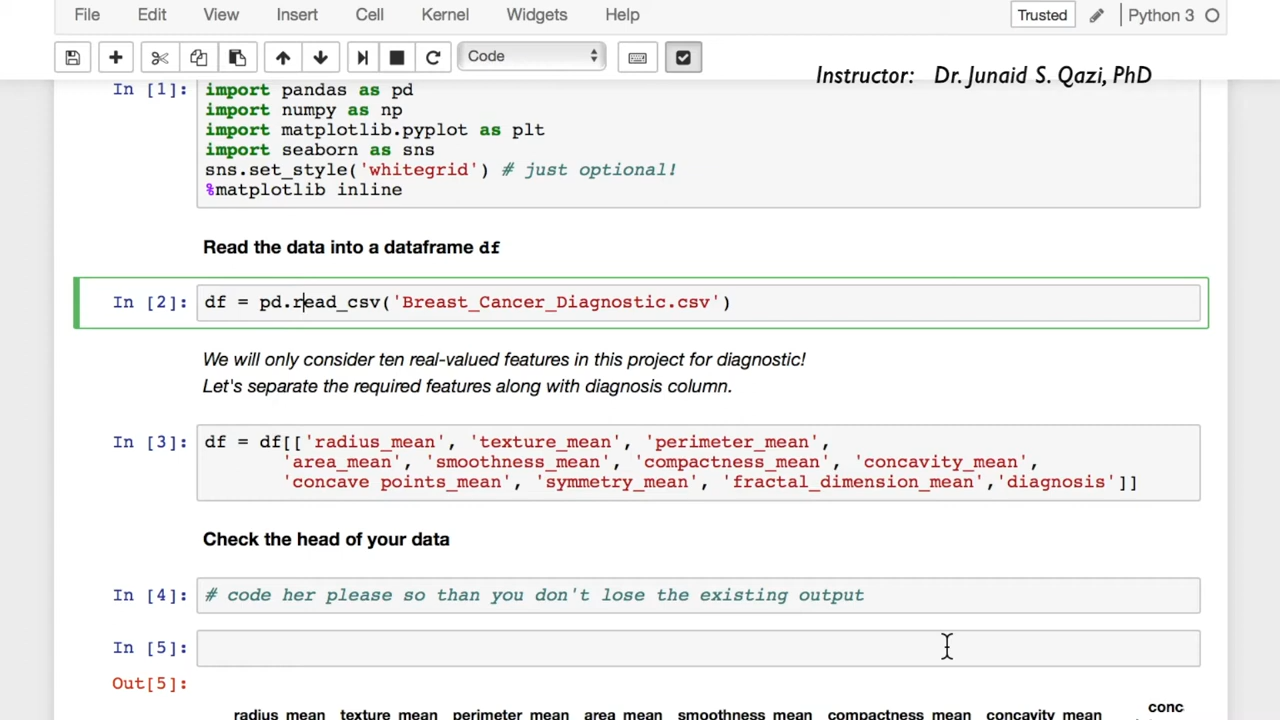 File Edit View Insert Cell Kernel Widgets Help Trusted Python 3
Code
Instructor: Dr. Junaid S. Qazi, PhD
In [1]: import pandas as pd
import numpy as np
import matplotlib.pyplot as plt
import seaborn as sns
sns.set_style('whitegrid') # just optional!
%matplotlib inline
Read the data into a dataframe df
In [2]: df = pd.read_csv('Breast_Cancer_Diagnostic.csv')
We will only consider ten real-valued features in this project for diagnostic!
Let's separate the required features along with diagnosis column.
In [3]: df = df[['radius_mean', 'texture_mean', 'perimeter_mean',
'area_mean', 'smoothness_mean', 'compactness_mean', 'concavity_mean',
'concave points_mean', 'symmetry_mean', 'fractal_dimension_mean','diagnosis']]
Check the head of your data
In [4]: # code her please so than you don't lose the existing output
In [5]:
Out[5]:
radius_mean texture_mean perimeter_mean area_mean smoothness_mean compactness_mean concavity_mean conc